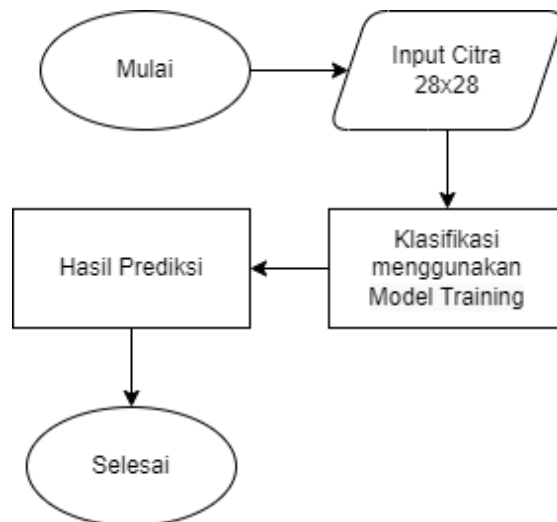 Mulai
Input Citra
28x28
Klasifikasi
menggunakan
Model Training
Hasil Prediksi
Selesai